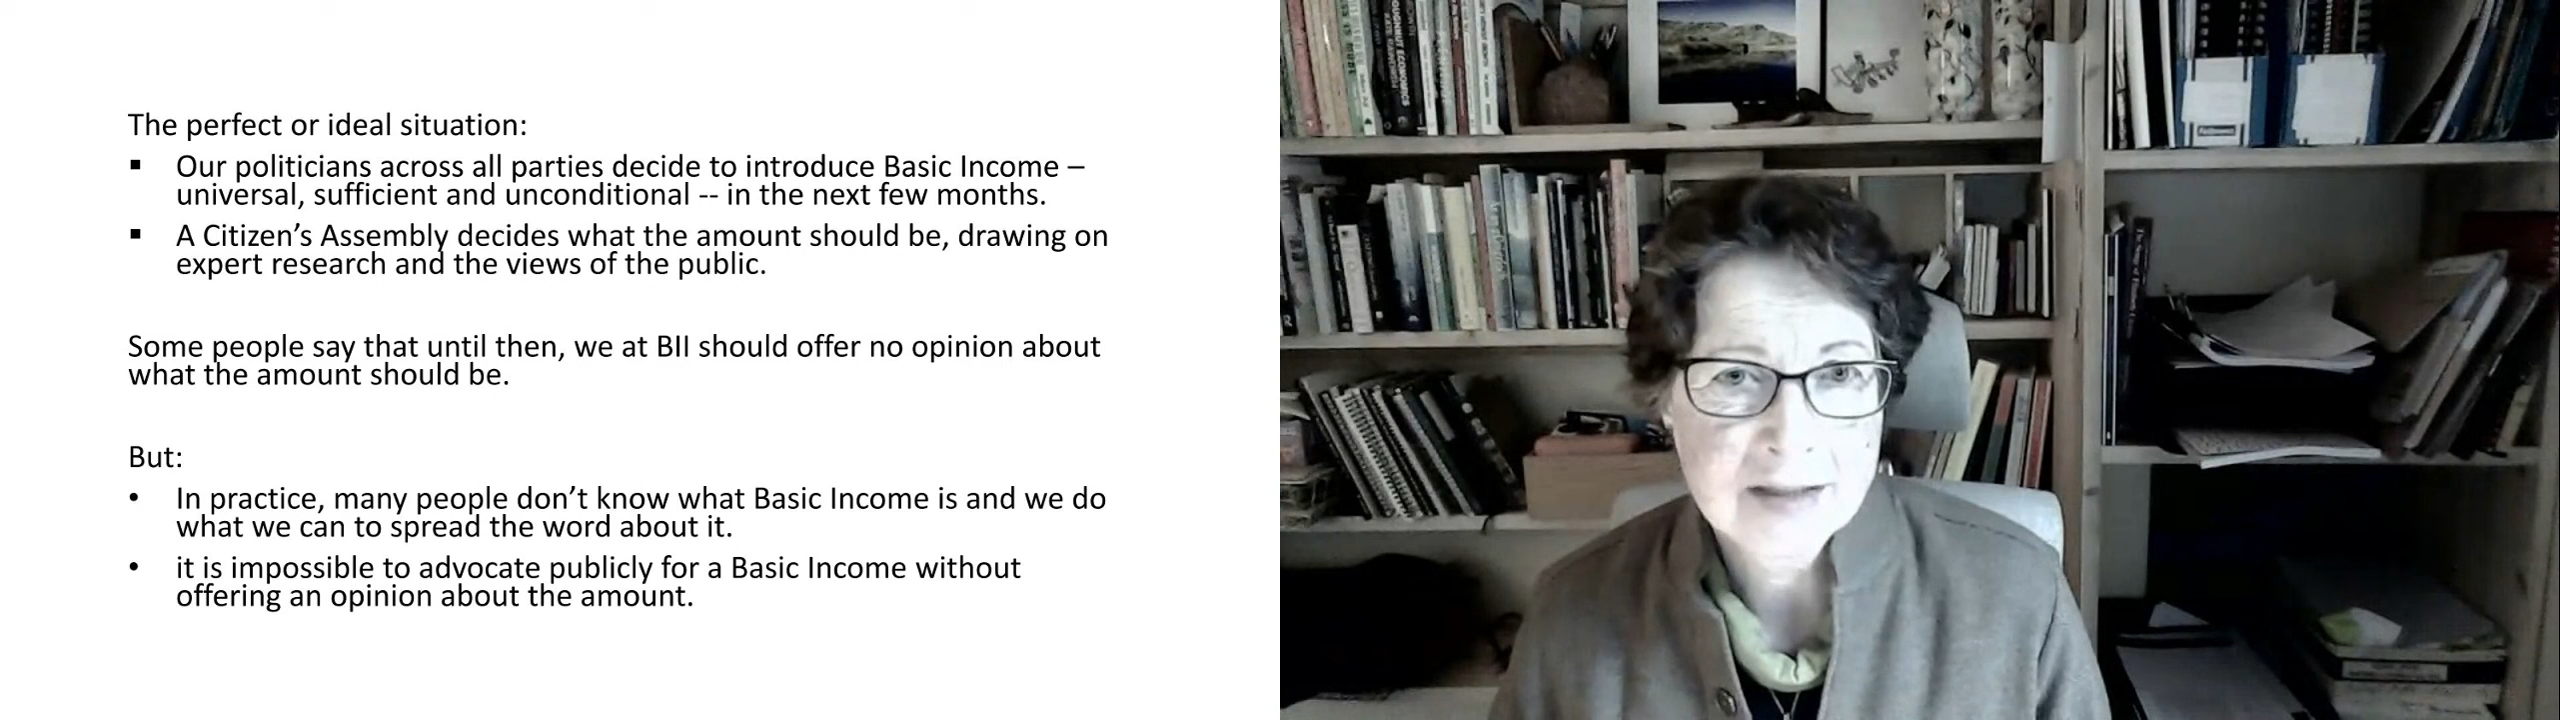 The perfect or ideal situation:
▪ Our politicians across all parties decide to introduce Basic Income –
universal, sufficient and unconditional -- in the next few months.
▪ A Citizen’s Assembly decides what the amount should be, drawing on
expert research and the views of the public.
Some people say that until then, we at BII should offer no opinion about
what the amount should be.
But:
• In practice, many people don’t know what Basic Income is and we do
what we can to spread the word about it.
• it is impossible to advocate publicly for a Basic Income without
offering an opinion about the amount.
DOUGHNUT ECONOMICS
Fellowes